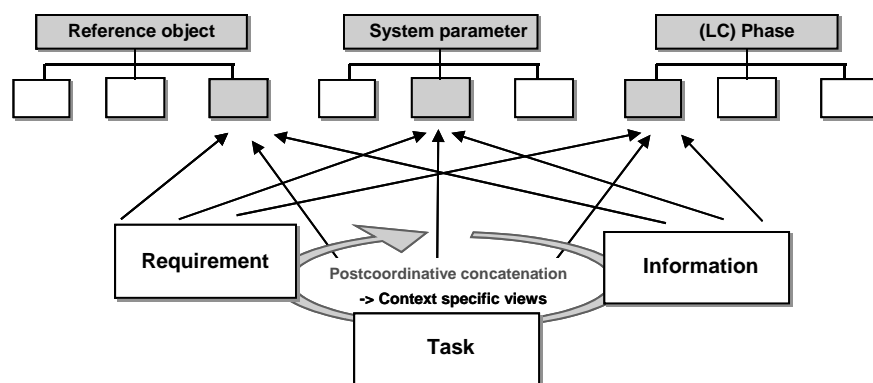 Reference object
System parameter
(LC) Phase
Requirement
Information
Postcoordinative concatenation
-> Context specific views
Task